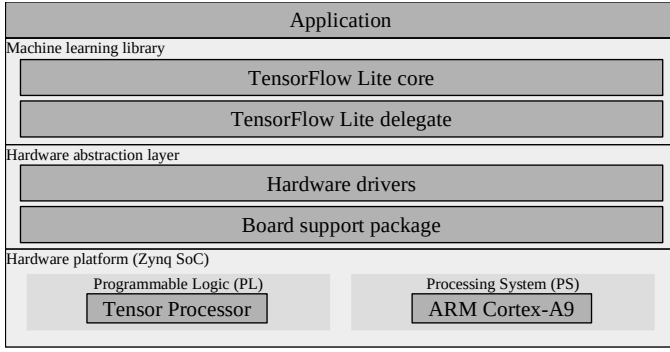 Application
Machine learning library
TensorFlow Lite core
TensorFlow Lite delegate
Hardware abstraction layer
Hardware drivers
Board support package
Hardware platform (Zynq SoC)
Programmable Logic (PL)
Tensor Processor
Processing System (PS)
ARM Cortex-A9